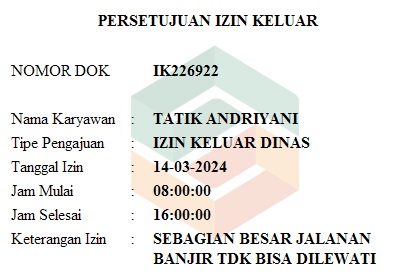 PERSETUJUAN IZIN KELUAR
NOMOR DOK IK226922
Nama Karyawan : TATIK ANDRIYANI
Tipe Pengajuan : IZIN KELUAR DINAS
Tanggal Izin : 14-03-2024
Jam Mulai : 08:00:00
Jam Selesai : 16:00:00
Keterangan Izin : SEBAGIAN BESAR JALANAN
BANJIR TDK BISA DILEWATI